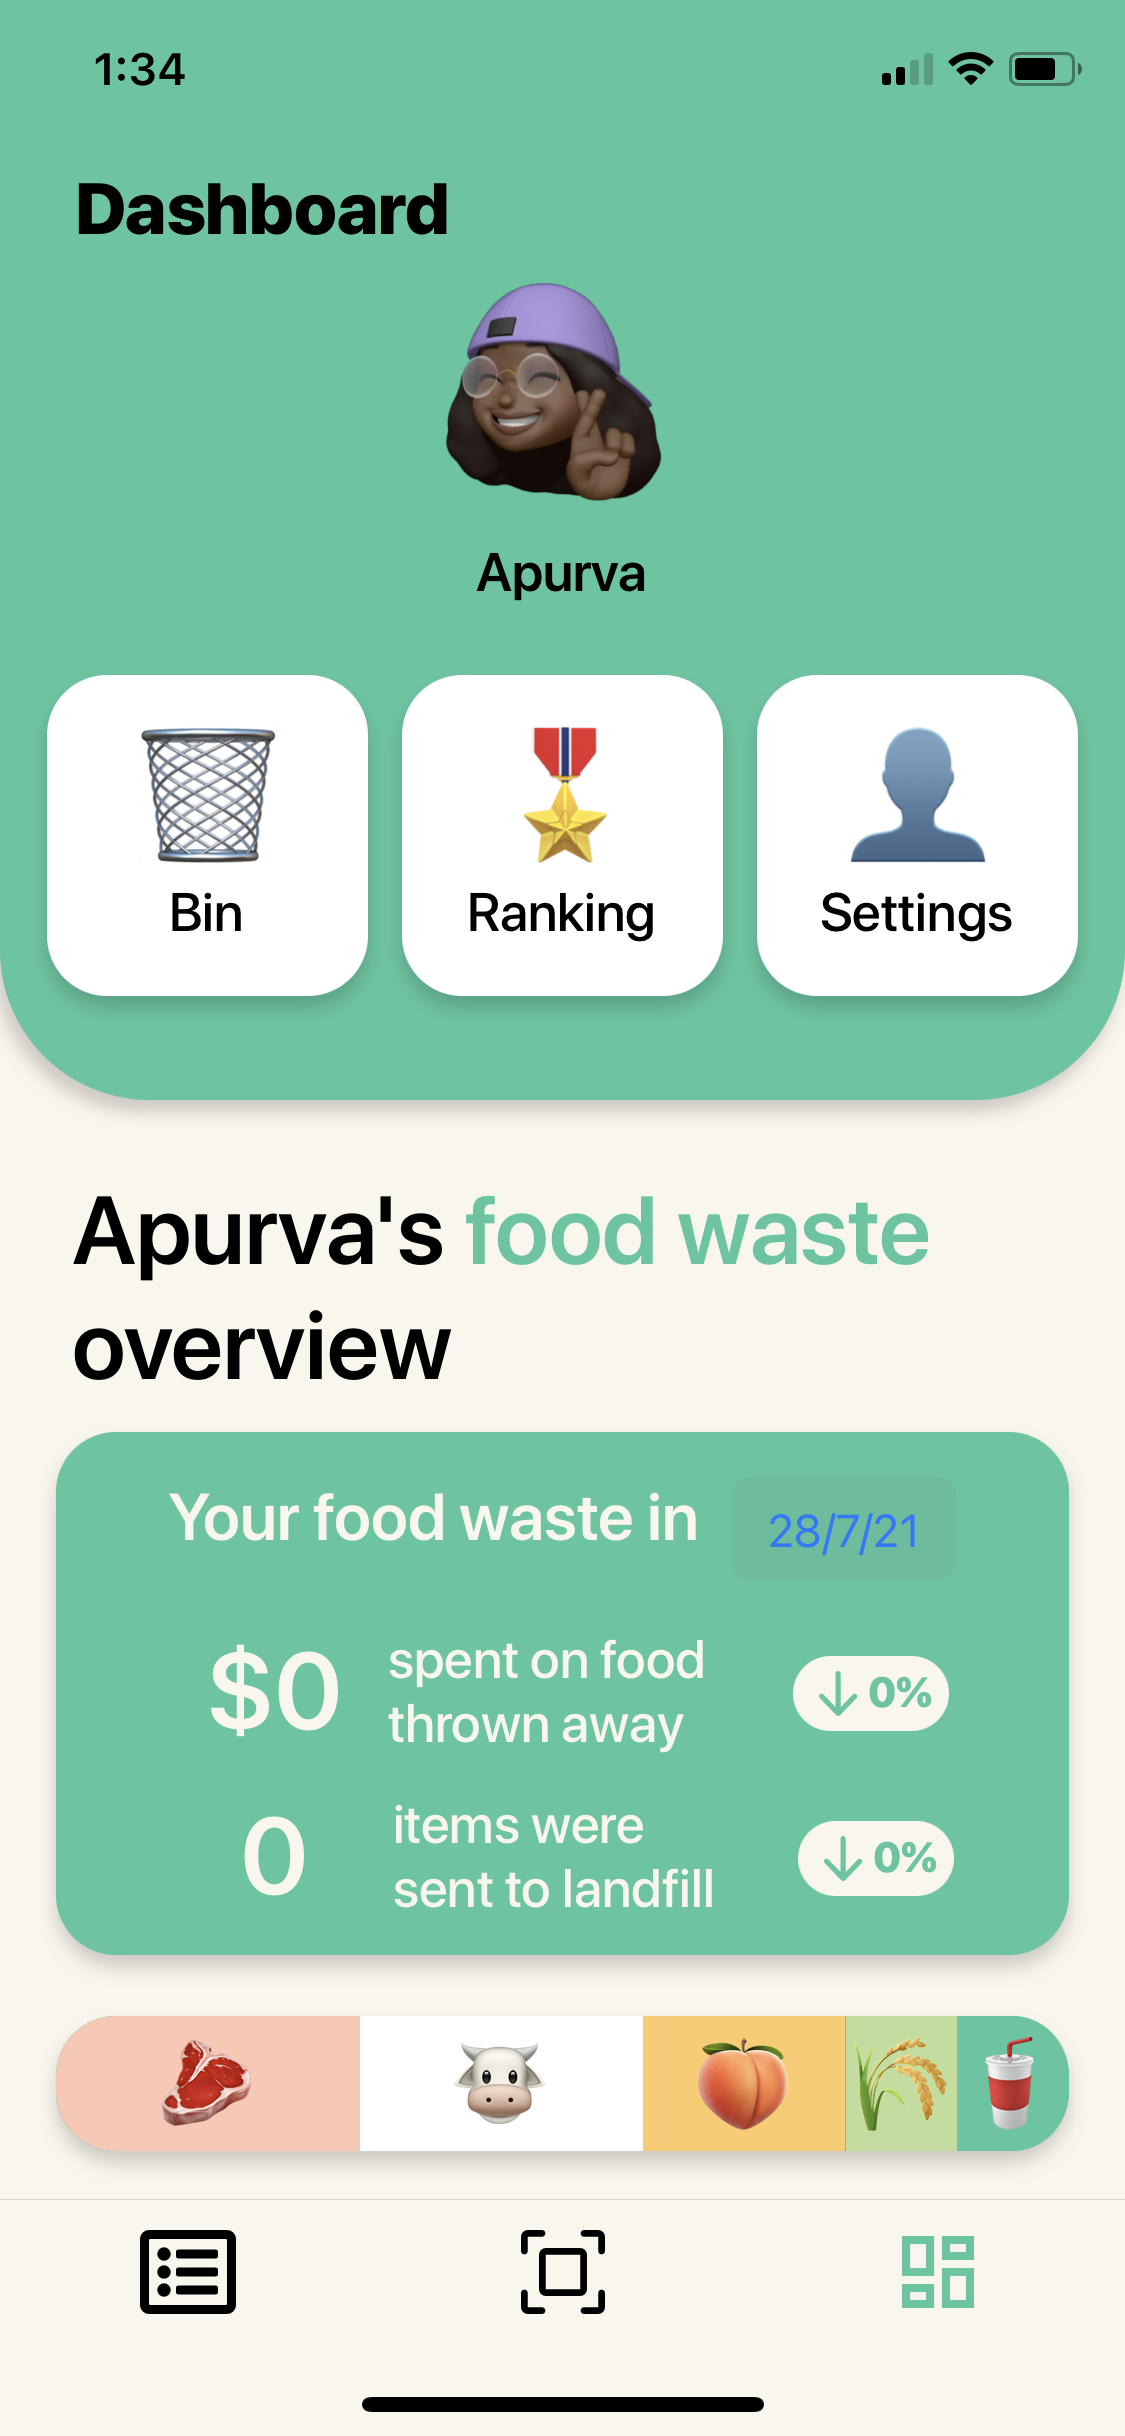 1:34
Dashboard
Apurva
Bin
Ranking
Settings
Apurva's food waste
overview
Your food waste in 28/7/21
$0 spent on food
thrown away
↓ 0%
0 items were
sent to landfill
↓ 0%